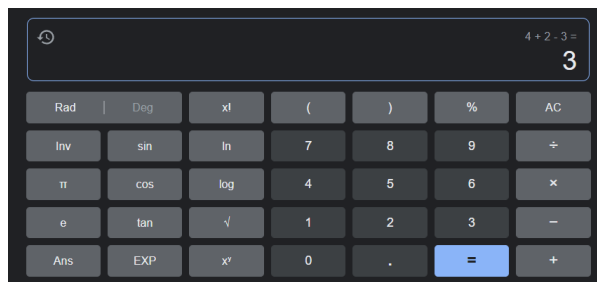 4 + 2 - 3 =
3
Rad | Deg x! ( ) % AC
Inv sin ln 7 8 9 ÷
π cos log 4 5 6 ×
e tan √ 1 2 3 −
Ans EXP xʸ 0 . = +